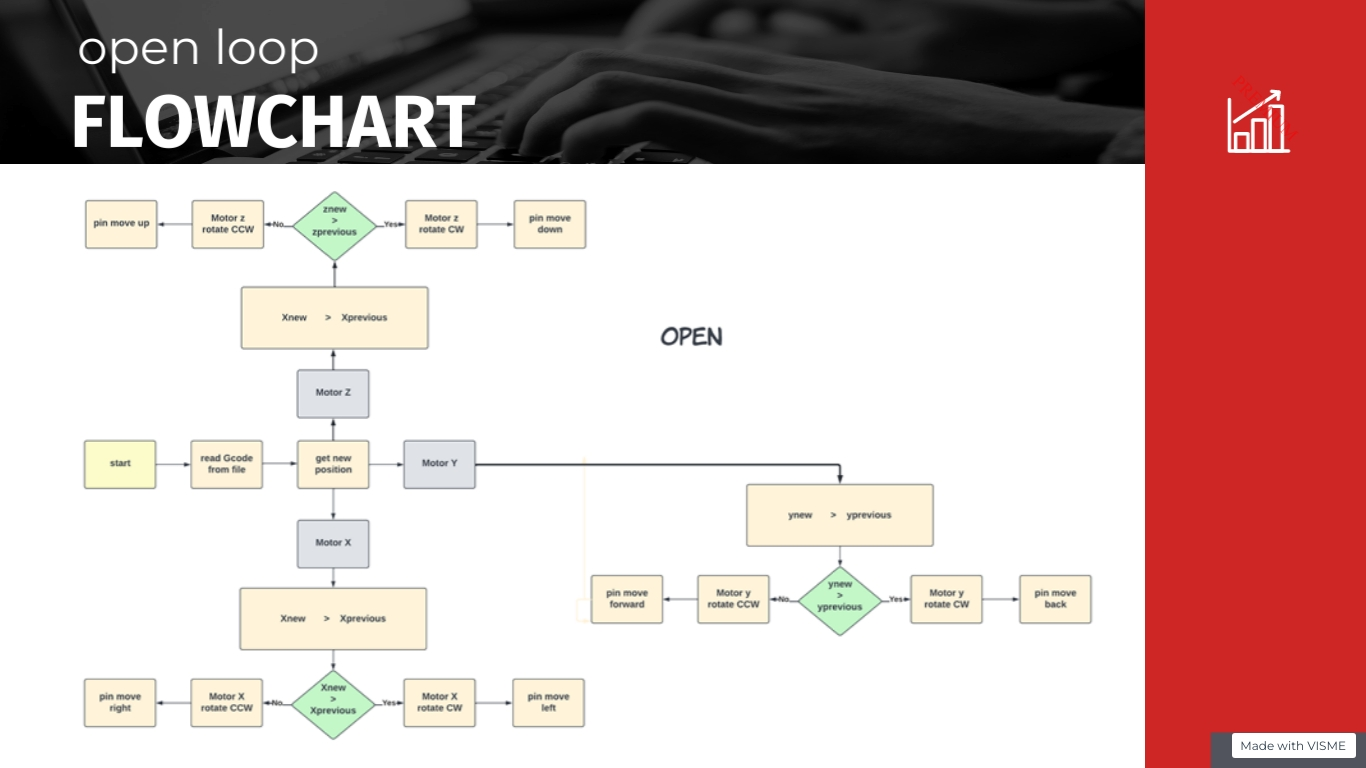 open loop
FLOWCHART
pin move up
Motor z
rotate CCW
No
znew
>
zprevious
Yes
Motor z
rotate CW
pin move
down
Xnew > Xprevious
OPEN
Motor Z
start
read Gcode
from file
get new
position
Motor Y
ynew > yprevious
Motor X
pin move
forward
Motor y
rotate CCW
No
ynew
>
yprevious
Yes
Motor y
rotate CW
pin move
back
Xnew > Xprevious
pin move
right
Motor X
rotate CCW
No
Xnew
>
Xprevious
Yes
Motor X
rotate CW
pin move
left
Made with VISME